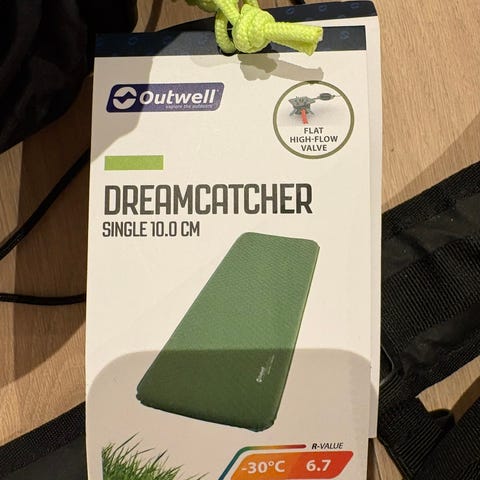 Outwell
explore the outdoors
FLAT
HIGH-FLOW
VALVE
DREAMCATCHER
SINGLE 10.0 CM
R-VALUE
-30°C 6.7